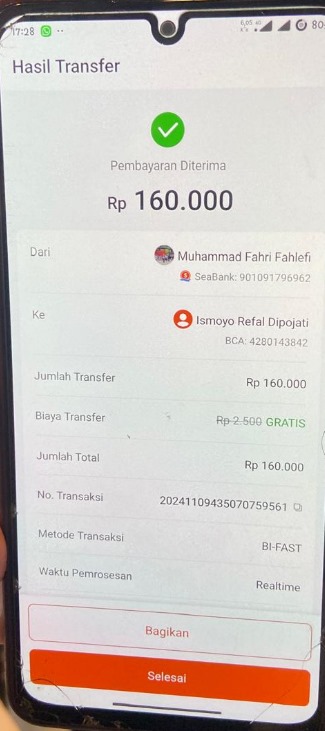 17:28
Hasil Transfer
Pembayaran Diterima
Rp 160.000
Dari
Muhammad Fahri Fahlefi
SeaBank: 901091796962
Ke
Ismoyo Refal Dipojati
BCA: 4280143842
Jumlah Transfer Rp 160.000
Biaya Transfer Rp 2.500 GRATIS
Jumlah Total Rp 160.000
No. Transaksi 20241109435070759561
Metode Transaksi BI-FAST
Waktu Pemrosesan Realtime
Bagikan
Selesai